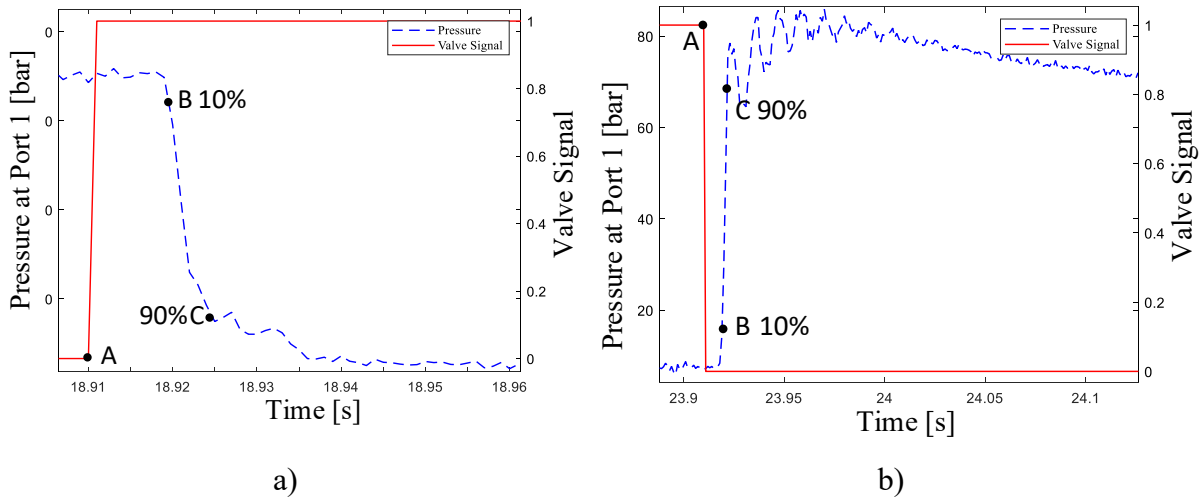 Pressure
Valve Signal
Pressure at Port 1 [bar]
0
0
0
0
1
0.8
0.6
0.4
0.2
0
Valve Signal
B 10%
90% C
A
18.91
18.92
18.93
18.94
18.95
18.96
Time [s]
a)
Pressure
Valve Signal
Pressure at Port 1 [bar]
80
60
40
20
1
0.8
0.6
0.4
0.2
0
Valve Signal
A
C 90%
B 10%
23.9
23.95
24
24.05
24.1
Time [s]
b)